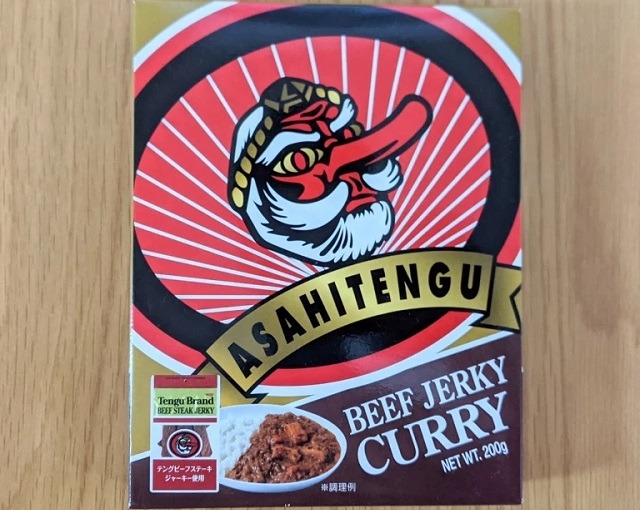 ASAHITENGU
BEEF JERKY
CURRY
NET WT. 200g
Tengu Brand
BEEF STEAK JERKY
テングビーフステーキ
ジャーキー使用
※調理例